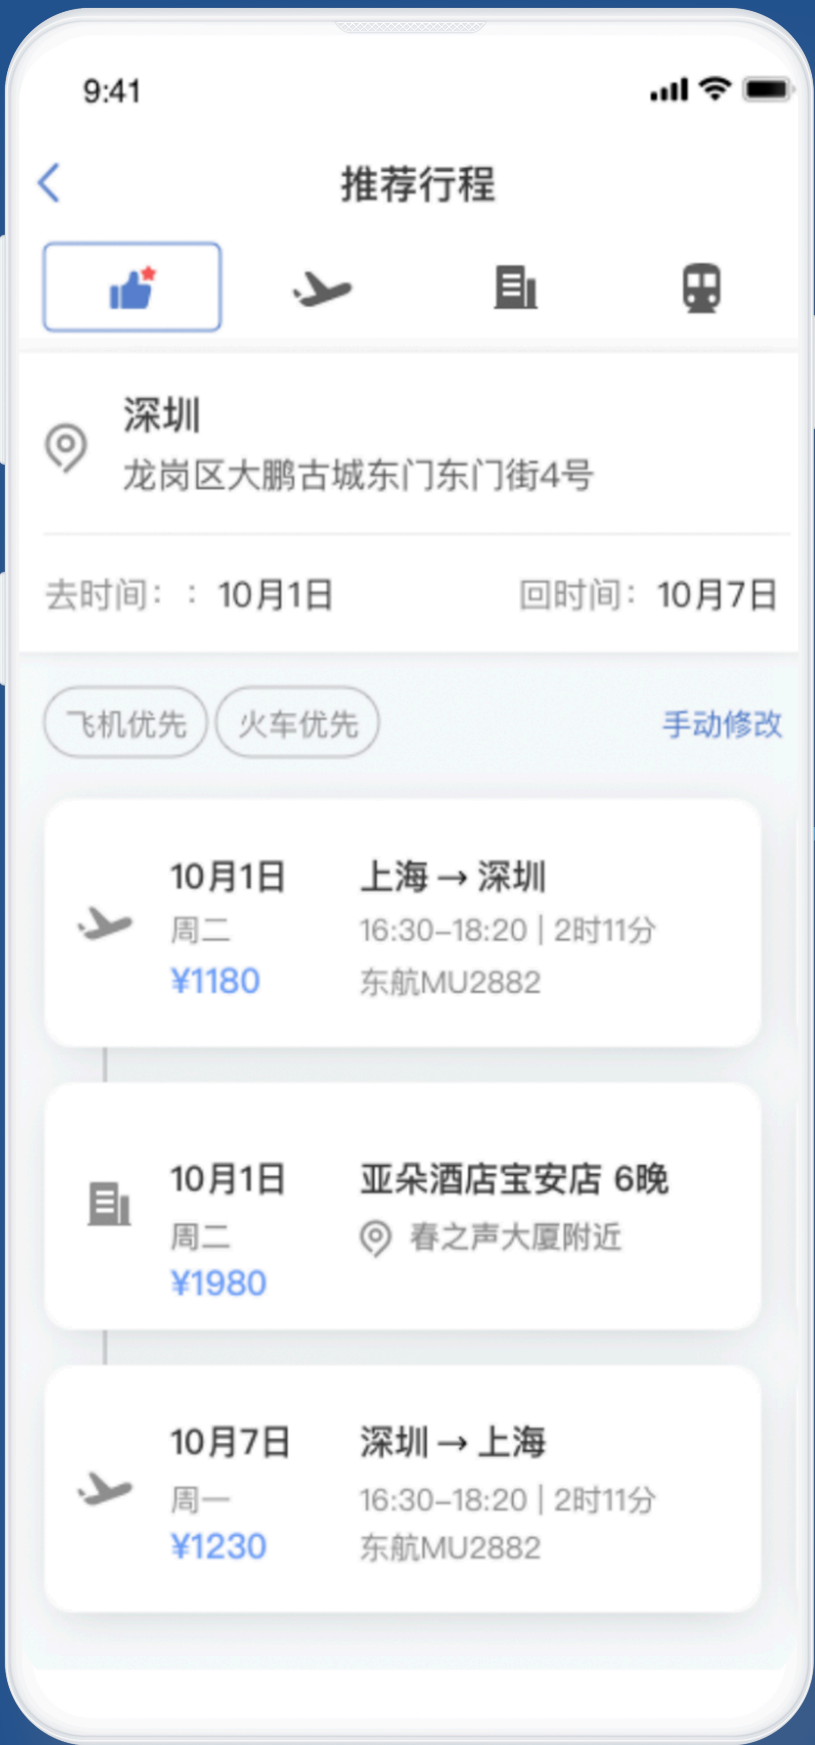 9:41
推荐行程
深圳
龙岗区大鹏古城东门东门街4号
去时间：： 10月1日 回时间：10月7日
飞机优先 火车优先 手动修改
10月1日 上海→深圳
周二 16:30–18:20 | 2时11分
¥1180 东航MU2882
10月1日 亚朵酒店宝安店 6晚
周二 春之声大厦附近
¥1980
10月7日 深圳→上海
周一 16:30–18:20 | 2时11分
¥1230 东航MU2882